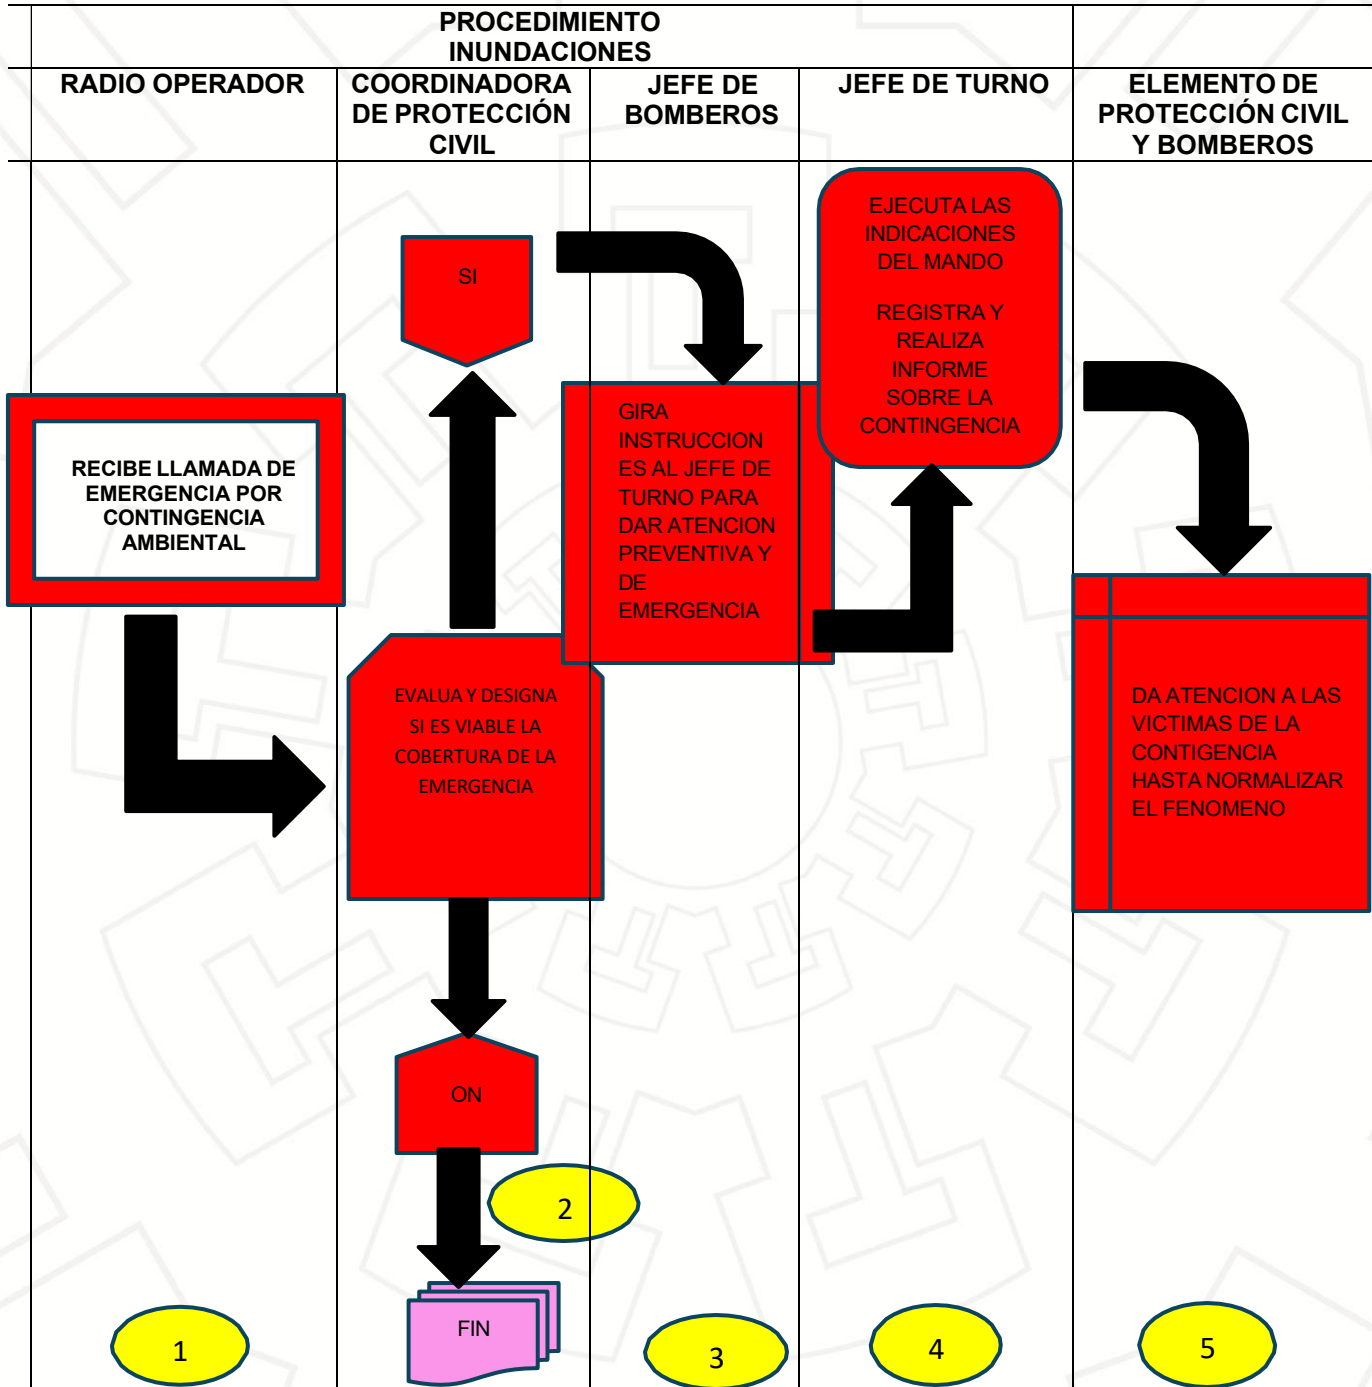 PROCEDIMIENTO
INUNDACIONES
RADIO OPERADOR
COORDINADORA
DE PROTECCIÓN
CIVIL
JEFE DE
BOMBEROS
JEFE DE TURNO
ELEMENTO DE
PROTECCIÓN CIVIL
Y BOMBEROS
RECIBE LLAMADA DE
EMERGENCIA POR
CONTINGENCIA
AMBIENTAL
SI
EVALUA Y DESIGNA
SI ES VIABLE LA
COBERTURA DE LA
EMERGENCIA
ON
FIN
GIRA
INSTRUCCION
ES AL JEFE DE
TURNO PARA
DAR ATENCION
PREVENTIVA Y
DE
EMERGENCIA
EJECUTA LAS
INDICACIONES
DEL MANDO
REGISTRA Y
REALIZA
INFORME
SOBRE LA
CONTINGENCIA
DA ATENCION A LAS
VICTIMAS DE LA
CONTIGENCIA
HASTA NORMALIZAR
EL FENOMENO
1
2
3
4
5